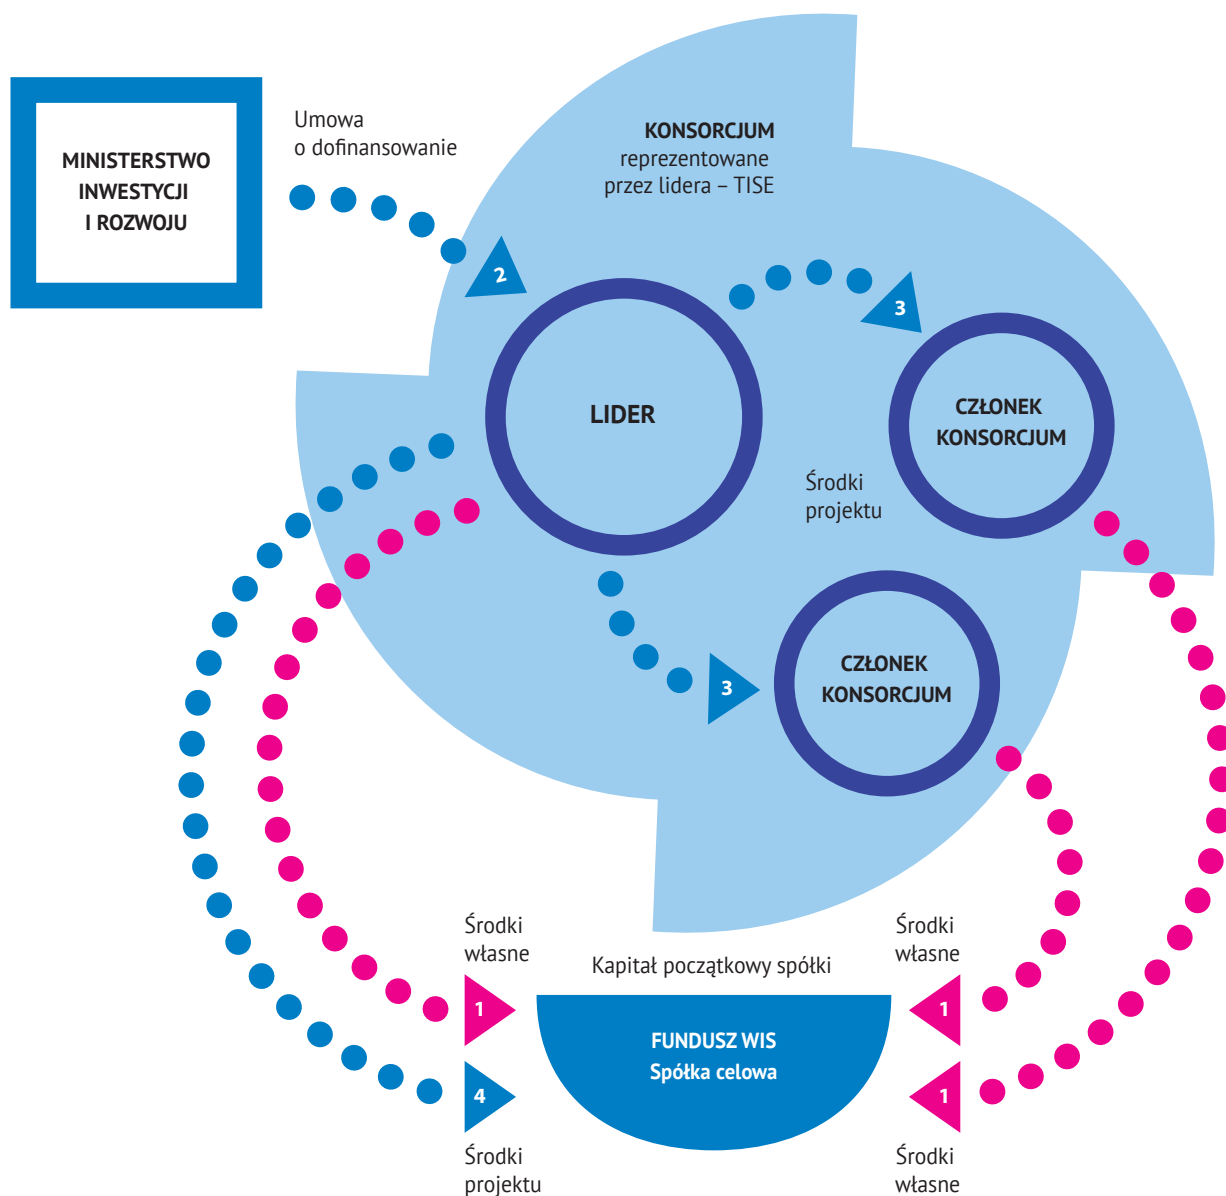 MINISTERSTWO
INWESTYCJI
I ROZWOJU
Umowa
o dofinansowanie
KONSORCJUM
reprezentowane
przez lidera – TISE
2
3
LIDER
CZŁONEK
KONSORCJUM
Środki
projektu
3
CZŁONEK
KONSORCJUM
Środki
własne
Kapitał początkowy spółki
Środki
własne
1
1
FUNDUSZ WIS
Spółka celowa
4
1
Środki
projektu
Środki
własne